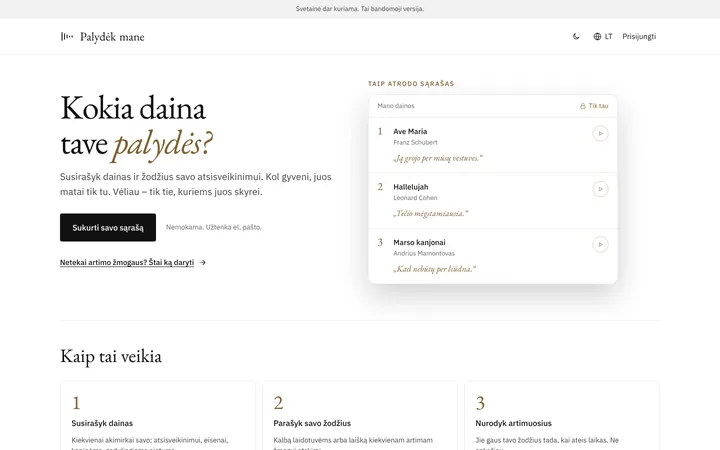 Svetainė dar kuriama. Tai bandomoji versija.
Palydėk mane
LT
Prisijungti
Kokia daina
tave palydės?
Susirašyk dainas ir žodžius savo atsisveikinimui. Kol gyveni, juos
matai tik tu. Vėliau – tik tie, kuriems juos skyrei.
Sukurti savo sąrašą
Nemokama. Užtenka el. pašto.
Netekai artimo žmogaus? Štai ką daryti →
TAIP ATRODO SĄRAŠAS
Mano dainos
Tik tau
1
Ave Maria
Franz Schubert
„Ją grojo per mūsų vestuves.“
2
Hallelujah
Leonard Cohen
„Tėčio mėgstamiausia.“
3
Marso kanjonai
Andrius Mamontovas
„Kad nebūtų per liūdna.“
Kaip tai veikia
1
Susirašyk dainas
Kiekvienai akimirkai savo: atsisveikinimui, eisenai,
2
Parašyk savo žodžius
Kalbą laidotuvėms arba laišką kiekvienam artimam
3
Nurodyk artimuosius
Jie gaus tavo žodžius tada, kai ateis laikas. Ne